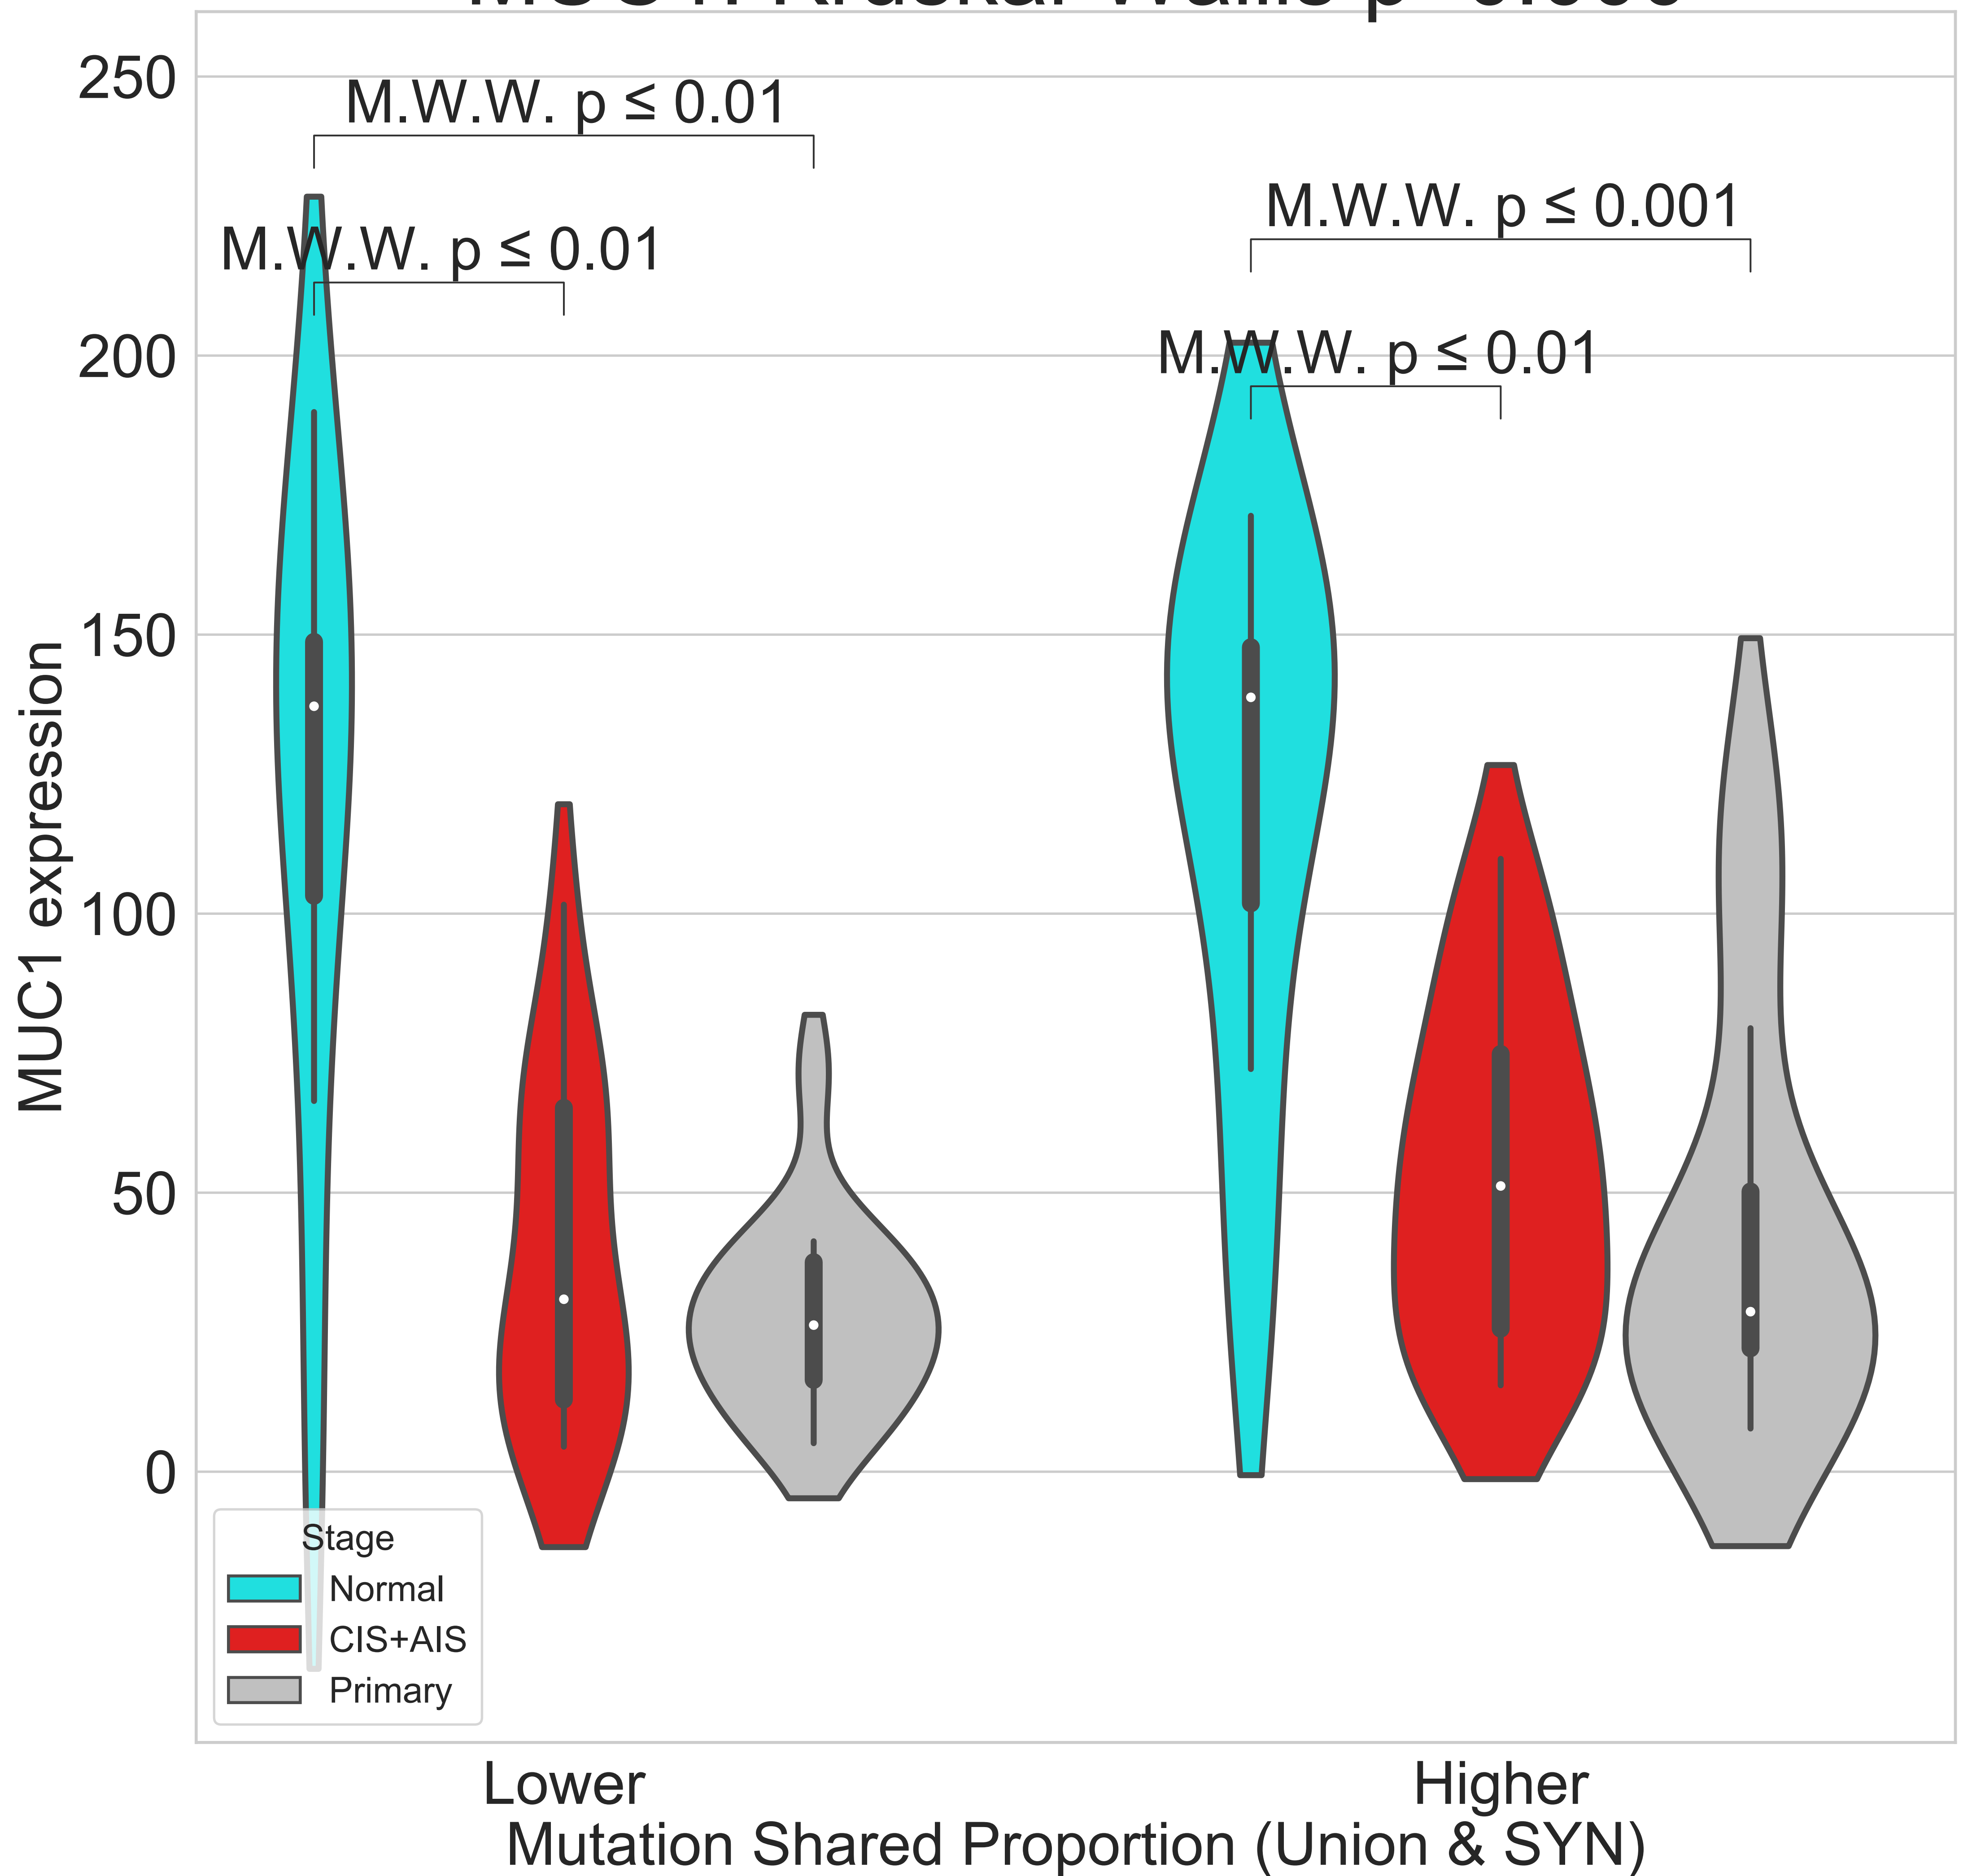 250
M.W.W. p ≤ 0.01
M.W.W. p ≤ 0.001
M.W.W. p ≤ 0.01
200
M.W.W. p ≤ 0.01
150
100
50
0
MUC1 expression
Stage
Normal
CIS+AIS
Primary
Lower
Higher
Mutation Shared Proportion (Union & SYN)